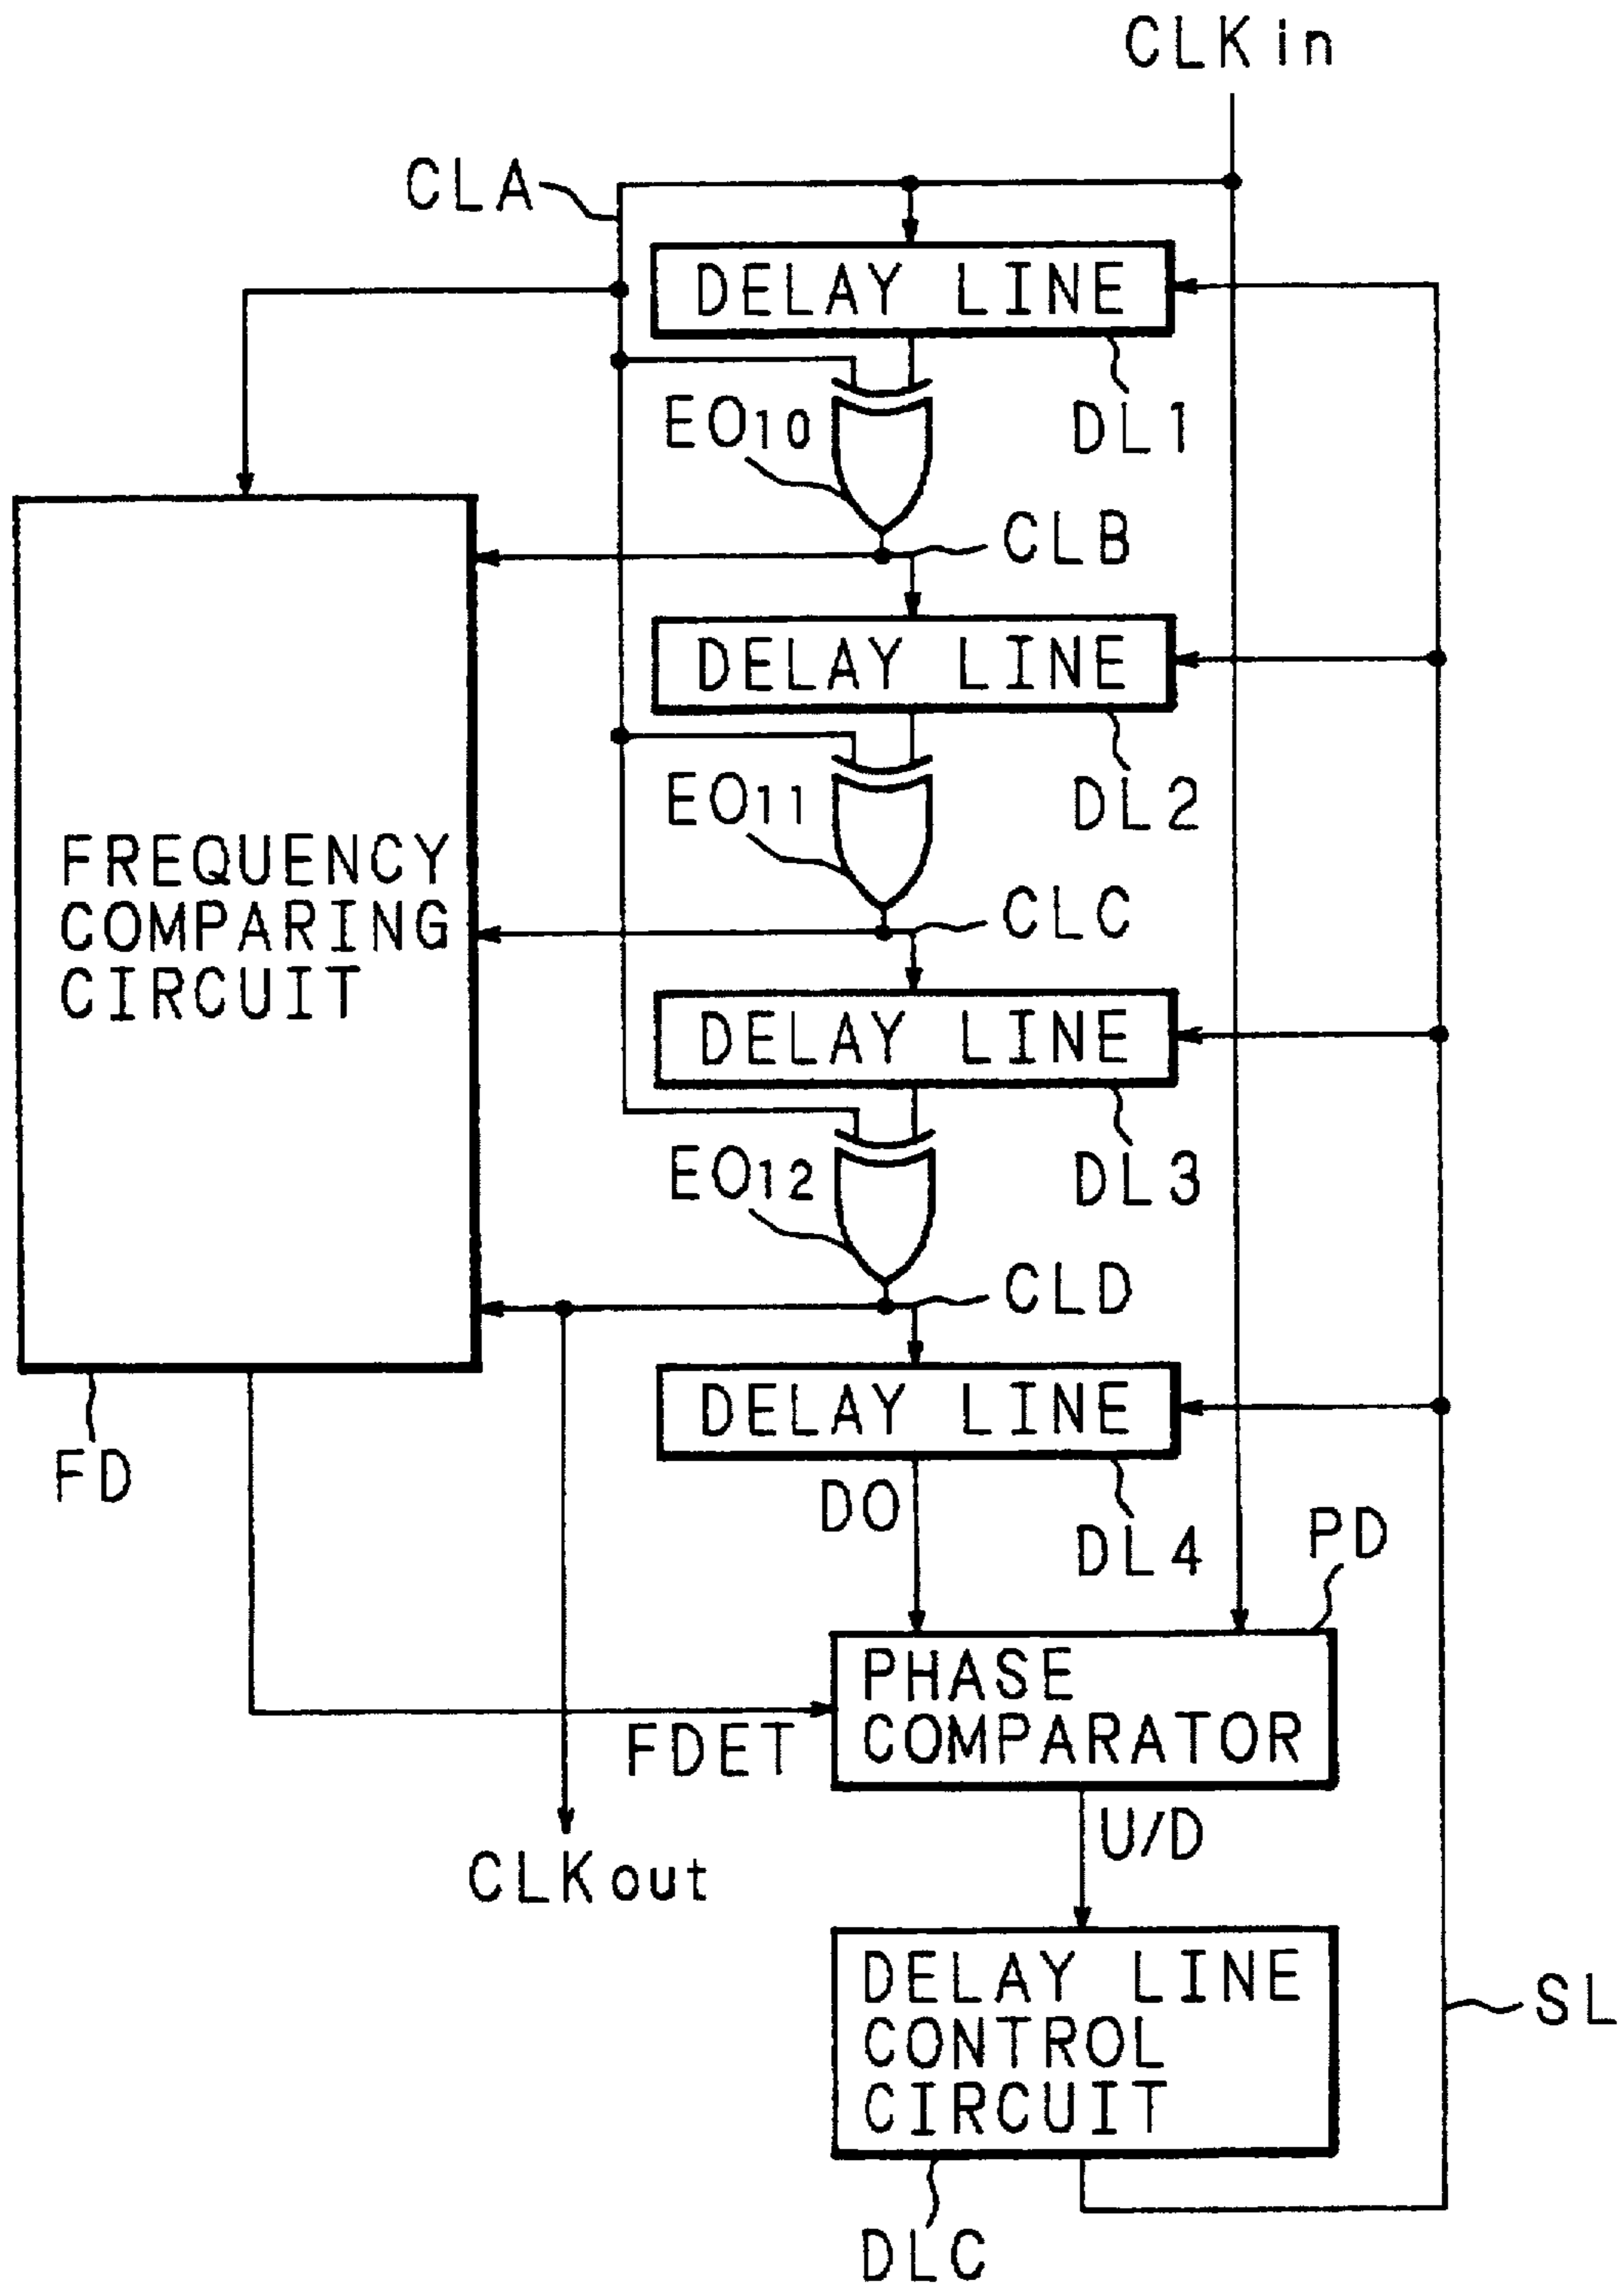 CLKin
CLA
DELAY LINE
EO10
DL1
CLB
DELAY LINE
EO11
DL2
FREQUENCY
COMPARING
CIRCUIT
CLC
DELAY LINE
EO12
DL3
CLD
DELAY LINE
FD
DO
DL4
PD
PHASE
COMPARATOR
FDET
U/D
CLKout
DELAY LINE
CONTROL
CIRCUIT
SL
DLC